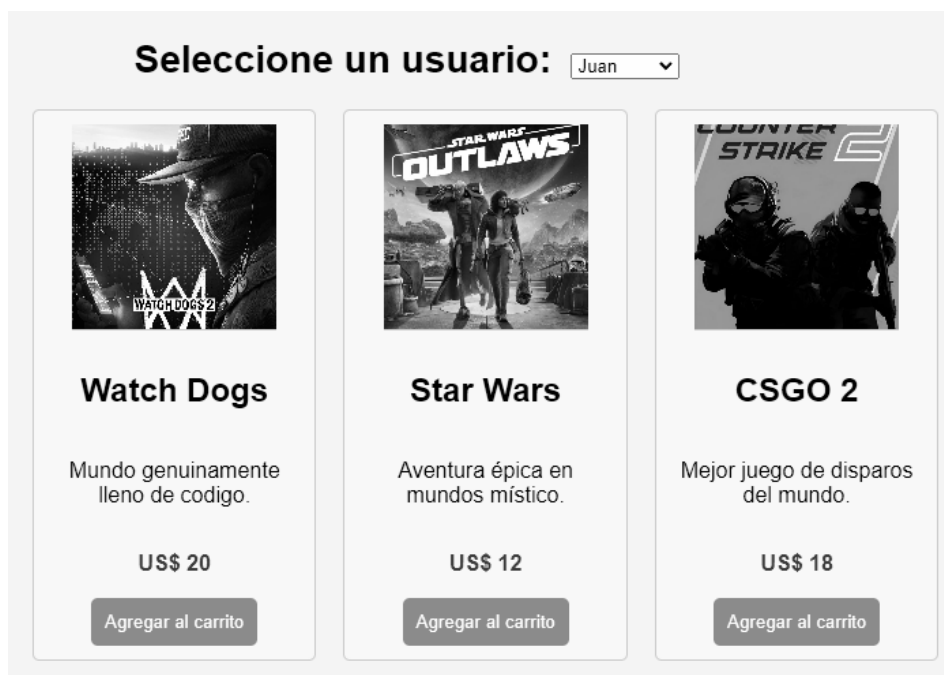 Seleccione un usuario: Juan
WATCH DOGS 2
STAR WARS
OUTLAWS
COUNTER
STRIKE 2
Watch Dogs
Star Wars
CSGO 2
Mundo genuinamente
lleno de codigo.
Aventura épica en
mundos místico.
Mejor juego de disparos
del mundo.
US$ 20
US$ 12
US$ 18
Agregar al carrito
Agregar al carrito
Agregar al carrito